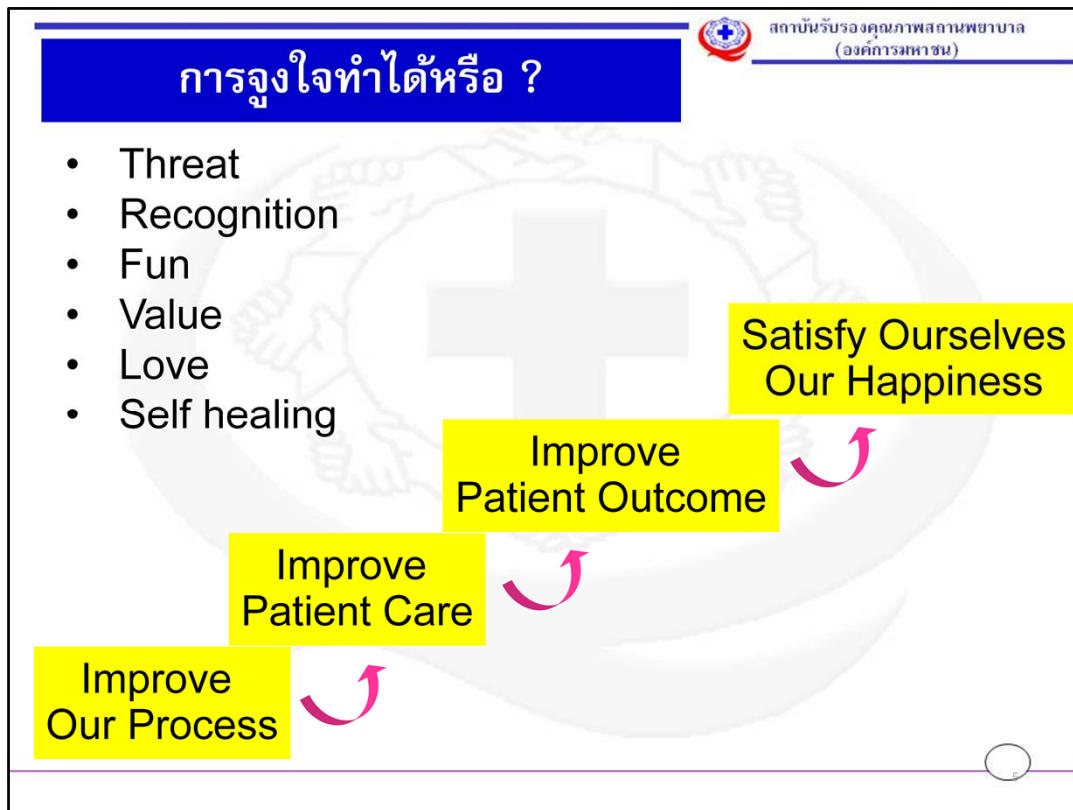 สถาบันรับรองคุณภาพสถานพยาบาล
(องค์การมหาชน)
การจูงใจทำได้หรือ ?
• Threat
• Recognition
• Fun
• Value
• Love
• Self healing
Satisfy Ourselves
Our Happiness
Improve
Patient Outcome
Improve
Patient Care
Improve
Our Process
5